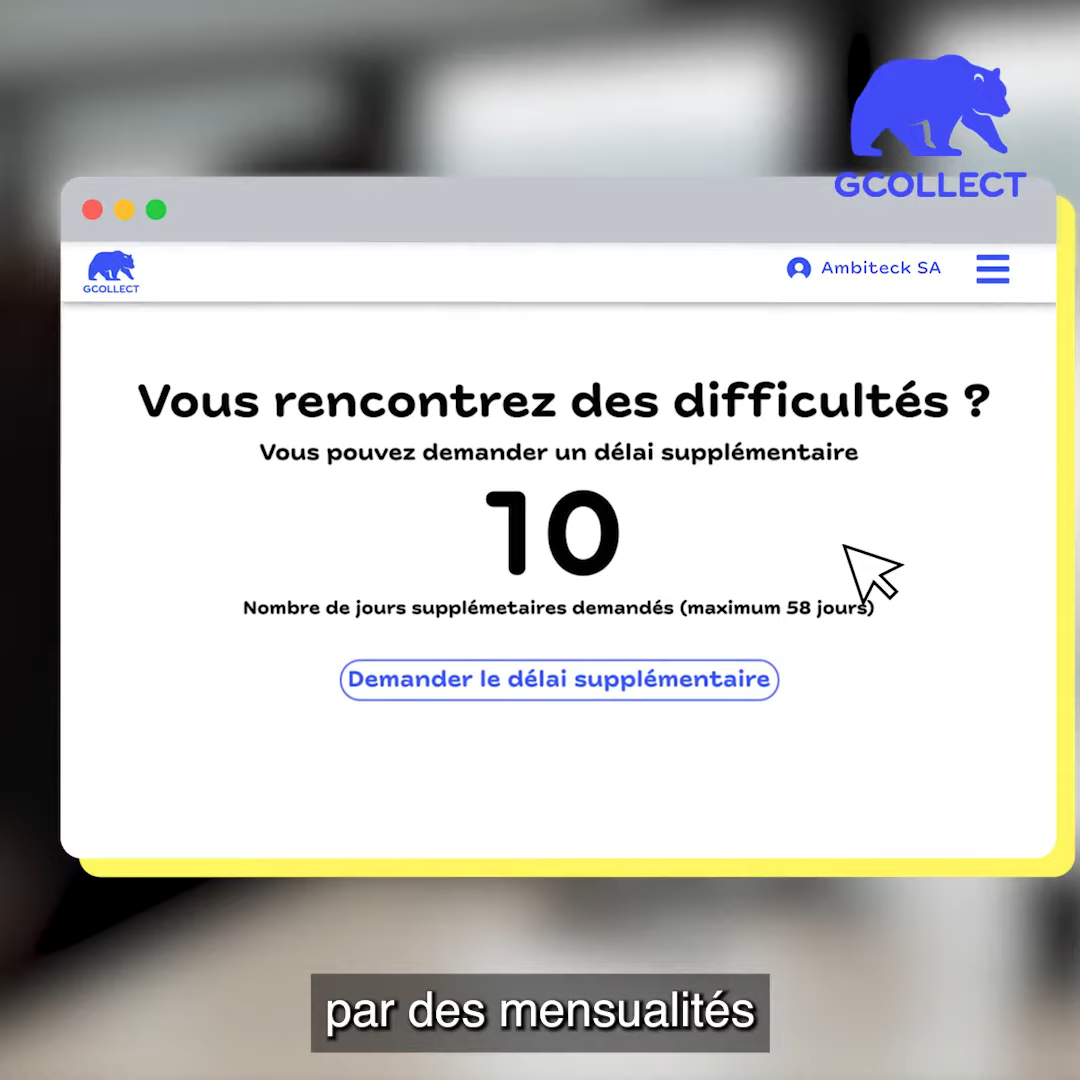 GCOLLECT
GCOLLECT
Ambiteck SA
Vous rencontrez des difficultés ?
Vous pouvez demander un délai supplémentaire
10
Nombre de jours supplémetaires demandés (maximum 58 jours)
Demander le délai supplémentaire
par des mensualités